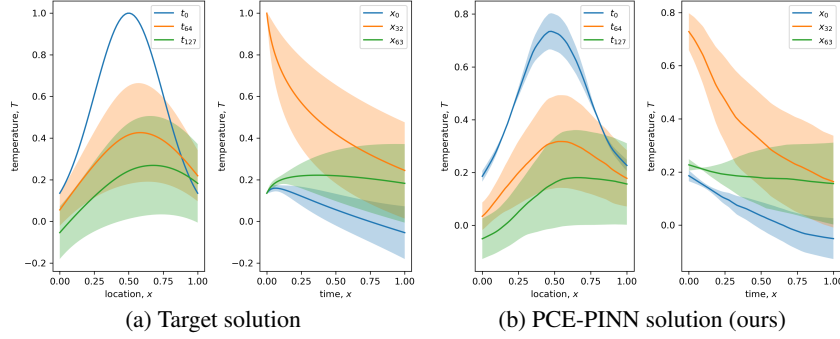 1.0
0.8
0.6
0.4
0.2
0.0
−0.2
temperature, T
t0
t64
t127
0.00 0.25 0.50 0.75 1.00
location, x
1.0
0.8
0.6
0.4
0.2
0.0
−0.2
temperature, T
x0
x32
x63
0.00 0.25 0.50 0.75 1.00
time, x
(a) Target solution
0.8
0.6
0.4
0.2
0.0
temperature, T
t0
t64
t127
0.00 0.25 0.50 0.75 1.00
location, x
0.8
0.6
0.4
0.2
0.0
temperature, T
x0
x32
x63
0.00 0.25 0.50 0.75 1.00
time, x
(b) PCE-PINN solution (ours)